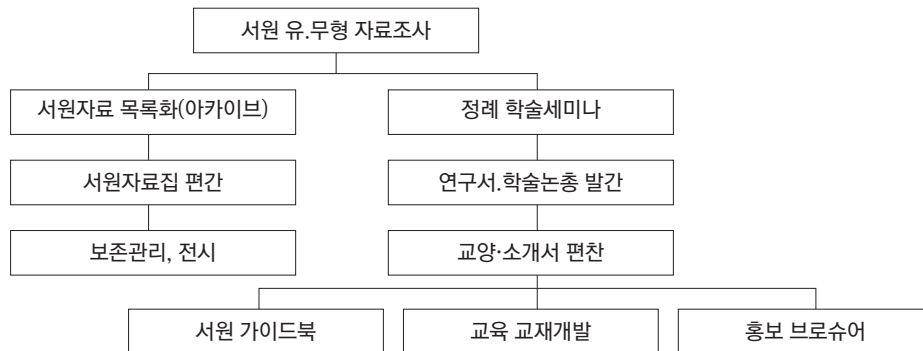 서원 유.무형 자료조사
서원자료 목록화(아카이브)
정례 학술세미나
서원자료집 편간
연구서.학술논총 발간
보존관리, 전시
교양·소개서 편찬
서원 가이드북
교육 교재개발
홍보 브로슈어